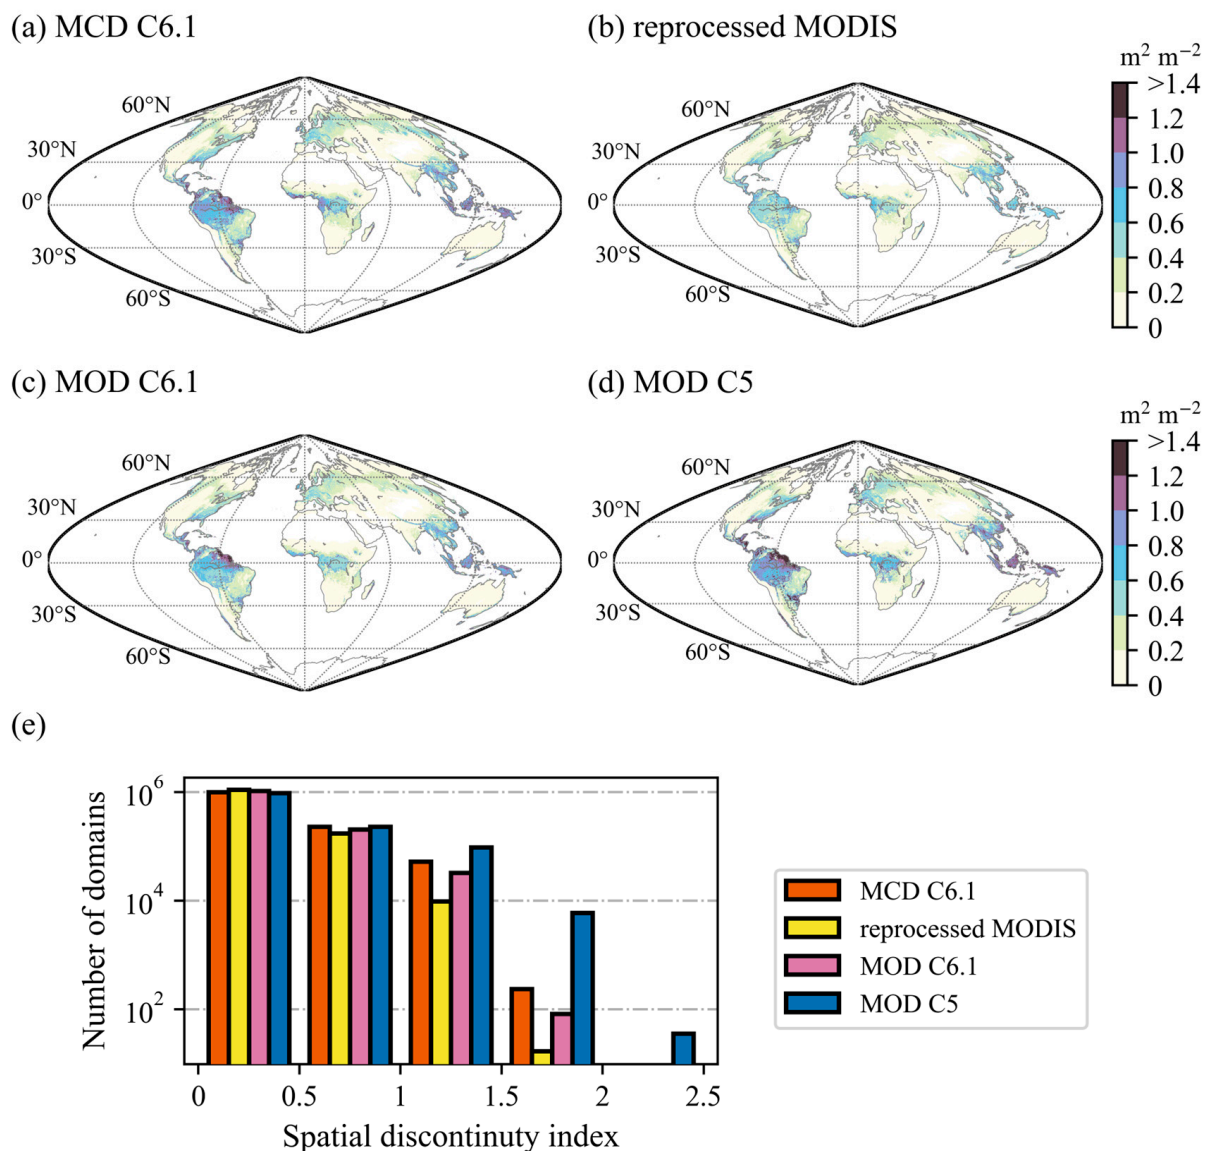 (a) MCD C6.1
(b) reprocessed MODIS
60°N
30°N
0°
30°S
60°S
60°N
30°N
0°
30°S
60°S
m² m⁻²
>1.4
1.2
1.0
0.8
0.6
0.4
0.2
0
(c) MOD C6.1
(d) MOD C5
60°N
30°N
0°
30°S
60°S
60°N
30°N
0°
30°S
60°S
m² m⁻²
>1.4
1.2
1.0
0.8
0.6
0.4
0.2
0
(e)
Number of domains
10⁶
10⁴
10²
0 0.5 1 1.5 2 2.5
Spatial discontinuty index
MCD C6.1
reprocessed MODIS
MOD C6.1
MOD C5